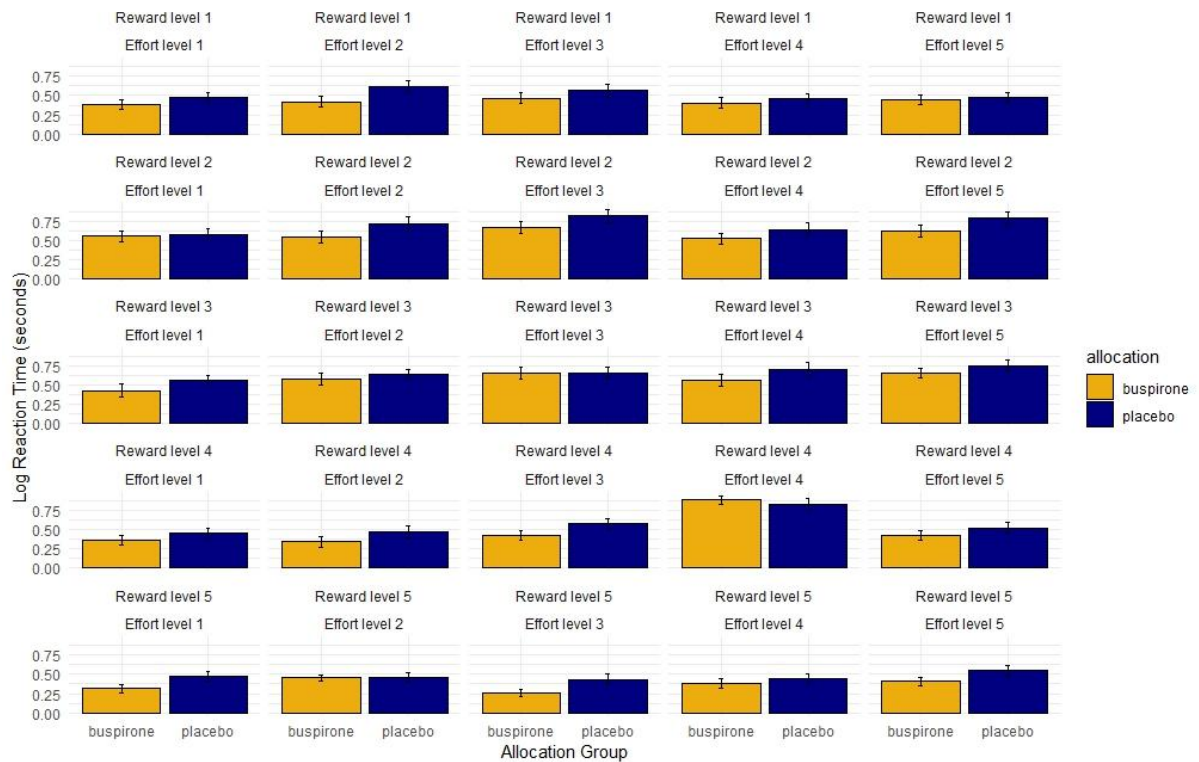 Reward level 1 Reward level 1 Reward level 1 Reward level 1 Reward level 1
Effort level 1 Effort level 2 Effort level 3 Effort level 4 Effort level 5
0.75
0.50
0.25
0.00
Reward level 2 Reward level 2 Reward level 2 Reward level 2 Reward level 2
Effort level 1 Effort level 2 Effort level 3 Effort level 4 Effort level 5
0.75
0.50
0.25
0.00
Reward level 3 Reward level 3 Reward level 3 Reward level 3 Reward level 3
Effort level 1 Effort level 2 Effort level 3 Effort level 4 Effort level 5
0.75
0.50
0.25
0.00
Reward level 4 Reward level 4 Reward level 4 Reward level 4 Reward level 4
Effort level 1 Effort level 2 Effort level 3 Effort level 4 Effort level 5
0.75
0.50
0.25
0.00
Reward level 5 Reward level 5 Reward level 5 Reward level 5 Reward level 5
Effort level 1 Effort level 2 Effort level 3 Effort level 4 Effort level 5
0.75
0.50
0.25
0.00
buspirone placebo buspirone placebo buspirone placebo buspirone placebo buspirone placebo
Allocation Group
Log Reaction Time (seconds)
allocation
buspirone
placebo